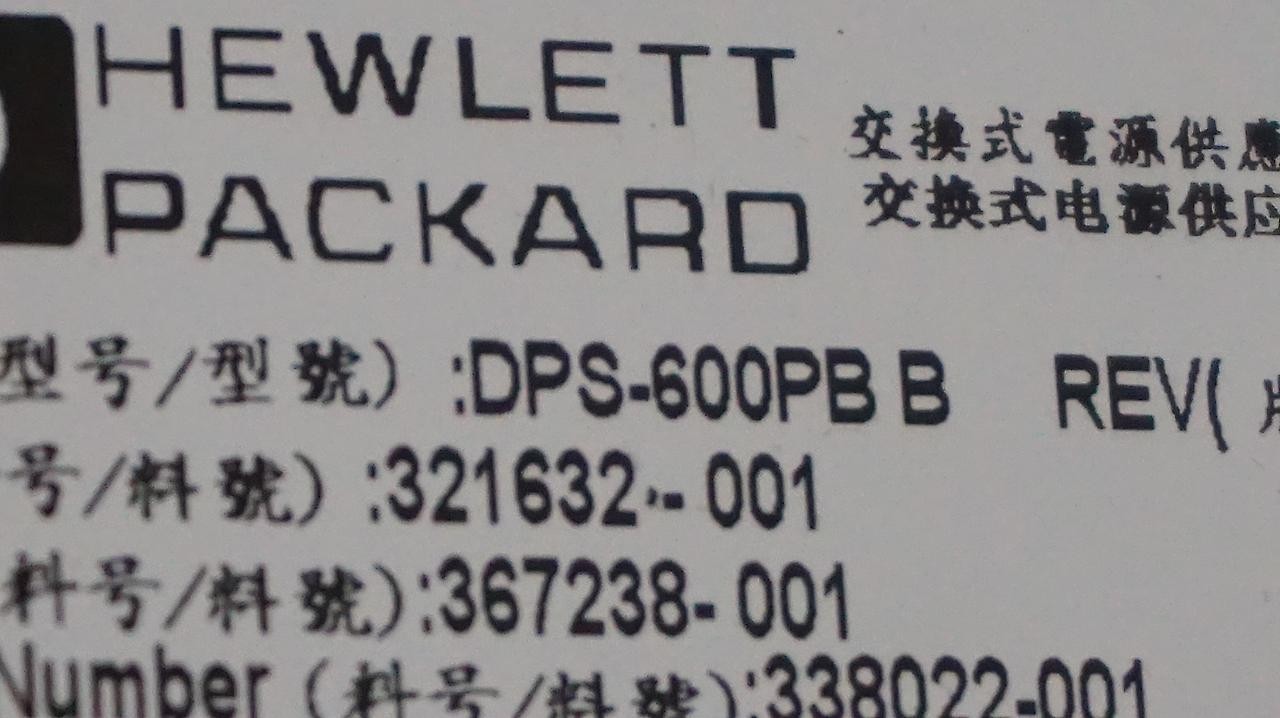 HEWLETT
PACKARD
交換式電源供應
交换式电源供应
型号/型號) :DPS-600PB B REV(
号/料號) :321632-001
料号/料號):367238-001
Number (料号/料號):338022-001